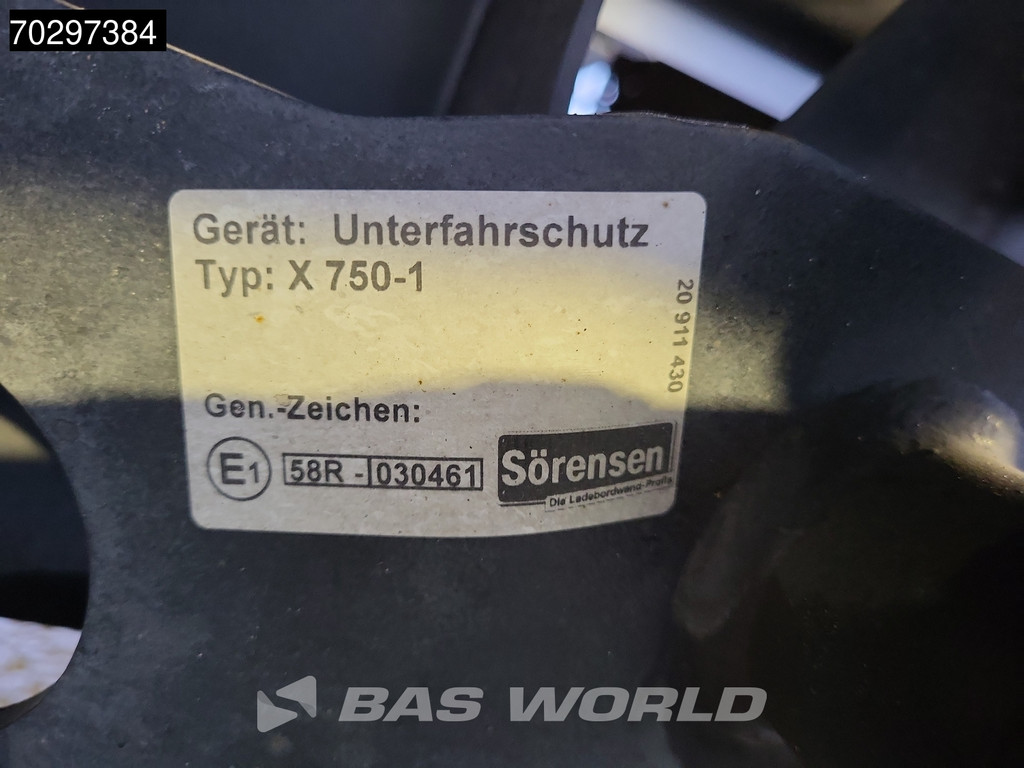 70297384
Gerät: Unterfahrschutz
Typ: X 750-1
20 911 430
Gen.-Zeichen:
E1 58R - 030461
Sörensen
Die Ladebordwand-Profis
BAS WORLD